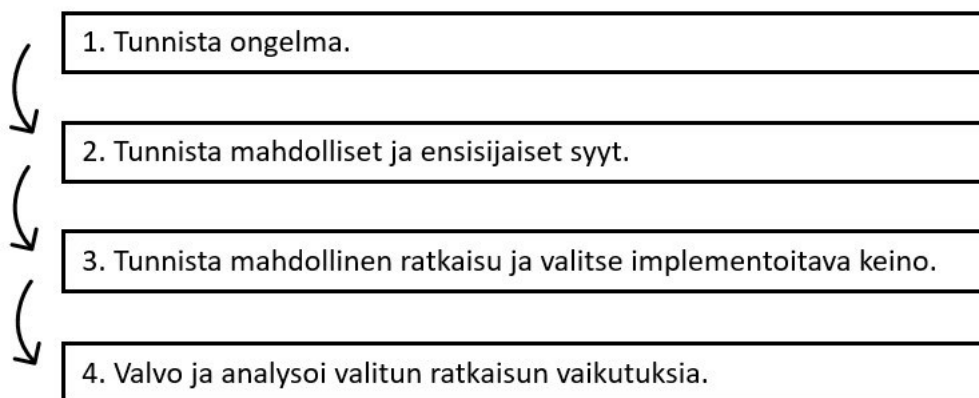 1. Tunnista ongelma.
2. Tunnista mahdolliset ja ensisijaiset syyt.
3. Tunnista mahdollinen ratkaisu ja valitse implementoitava keino.
4. Valvo ja analysoi valitun ratkaisun vaikutuksia.